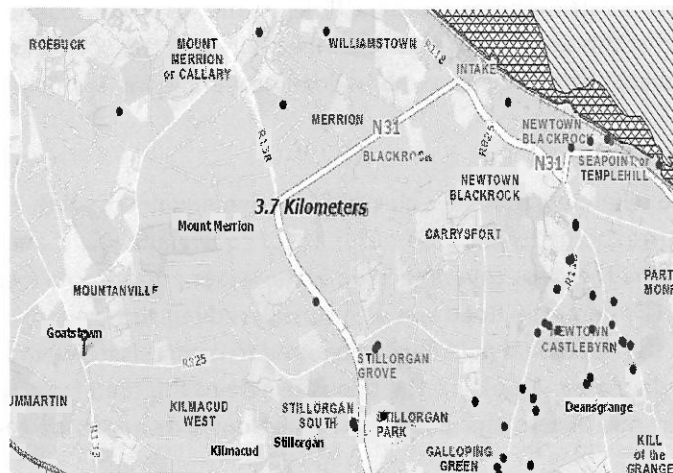 ROEBUCK
MOUNT
MERRION
or CALLARY
WILLIAMSTOWN
R118
INTAKE
MERRION
N31
BLACKROCK
R138
R825
NEWTOWN
BLACKROCK
N31
SEAPOINT or
TEMPLEHILL
NEWTOWN
BLACKROCK
3.7 Kilometers
Mount Merrion
CARRYSFORT
MOUNTANVILLE
PART
MON
Goatstown
NEWTOWN
CASTLEBYRN
R825
STILLORGAN
GROVE
UMMARTIN
KILMACUD
WEST
STILLORGAN
SOUTH
STILLORGAN
PARK
Deansgrange
Kilmacud
Stillorgan
GALLOPING
GREEN
KILL
of the
GRANGE